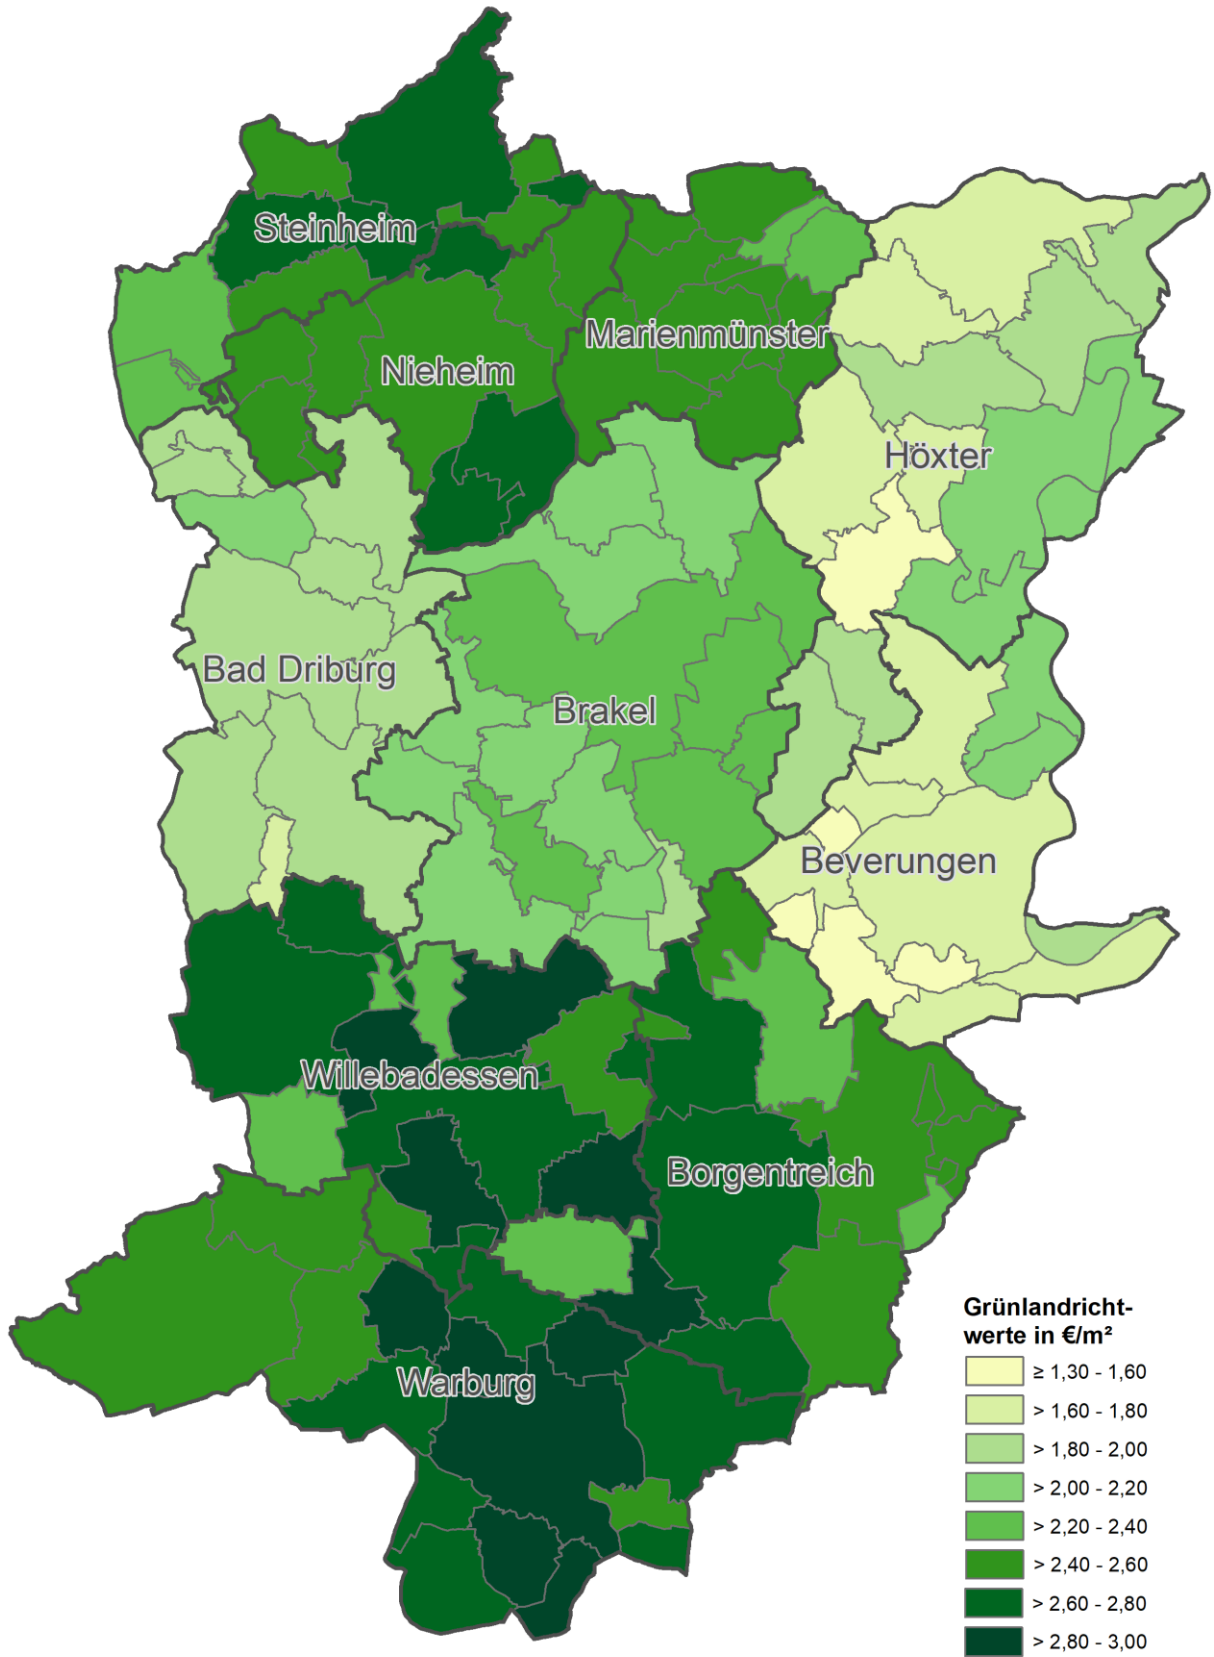 Steinheim
Marienmünster
Nieheim
Höxter
Bad Driburg
Brakel
Beverungen
Willebadessen
Borgentreich
Warburg
Grünlandricht-
werte in €/m²
≥ 1,30 - 1,60
> 1,60 - 1,80
> 1,80 - 2,00
> 2,00 - 2,20
> 2,20 - 2,40
> 2,40 - 2,60
> 2,60 - 2,80
> 2,80 - 3,00